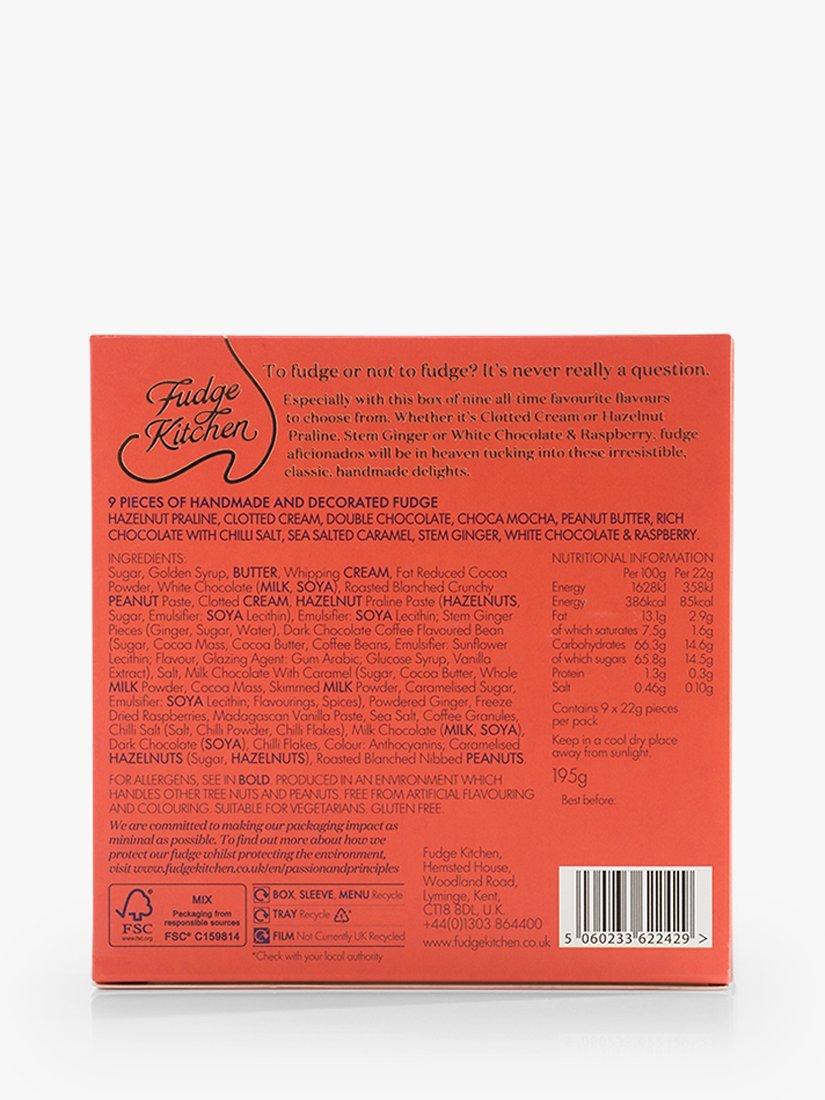 Fudge
Kitchen
To fudge or not to fudge? It's never really a question.
Especially with this box of nine all-time favourite flavours
to choose from. Whether it's Clotted Cream or Hazelnut
Praline, Stem Ginger or White Chocolate & Raspberry, fudge
aficionados will be in heaven tucking into these irresistible,
classic, handmade delights.
9 PIECES OF HANDMADE AND DECORATED FUDGE
HAZELNUT PRALINE, CLOTTED CREAM, DOUBLE CHOCOLATE, CHOCA MOCHA, PEANUT BUTTER, RICH
CHOCOLATE WITH CHILLI SALT, SEA SALTED CARAMEL, STEM GINGER, WHITE CHOCOLATE & RASPBERRY.
INGREDIENTS:
Sugar, Golden Syrup, BUTTER, Whipping CREAM, Fat Reduced Cocoa
Powder, White Chocolate (MILK, SOYA), Roasted Blanched Crunchy
PEANUT Paste, Clotted CREAM, HAZELNUT Praline Paste (HAZELNUTS,
Sugar, Emulsifier: SOYA Lecithin), Emulsifier: SOYA Lecithin; Stem Ginger
Pieces (Ginger, Sugar, Water), Dark Chocolate Coffee Flavoured Bean
(Sugar, Cocoa Mass, Cocoa Butter, Coffee Beans, Emulsifier: Sunflower
Lecithin; Flavour, Glazing Agent: Gum Arabic; Glucose Syrup, Vanilla
Extract), Salt, Milk Chocolate With Caramel (Sugar, Cocoa Butter, Whole
MILK Powder, Cocoa Mass, Skimmed MILK Powder, Caramelised Sugar,
Emulsifier: SOYA Lecithin; Flavourings, Spices), Powdered Ginger, Freeze
Dried Raspberries, Madagascan Vanilla Paste, Sea Salt, Coffee Granules,
Chilli Salt (Salt, Chilli Powder, Chilli Flakes), Milk Chocolate (MILK, SOYA),
Dark Chocolate (SOYA), Chilli Flakes, Colour: Anthocyanins; Caramelised
HAZELNUTS (Sugar, HAZELNUTS), Roasted Blanched Nibbed PEANUTS.
FOR ALLERGENS, SEE IN BOLD. PRODUCED IN AN ENVIRONMENT WHICH
HANDLES OTHER TREE NUTS AND PEANUTS. FREE FROM ARTIFICIAL FLAVOURING
AND COLOURING. SUITABLE FOR VEGETARIANS. GLUTEN FREE.
We are committed to making our packaging impact as
minimal as possible. To find out more about how we
protect our fudge whilst protecting the environment,
visit www.fudgekitchen.co.uk/en/passionandprinciples
FSC
www.fsc.org
MIX
Packaging from
responsible sources
FSC® C159814
BOX, SLEEVE, MENU Recycle
TRAY Recycle
FILM Not Currently UK Recycled
*Check with your local authority
NUTRITIONAL INFORMATION
Per 100g Per 22g
Energy 1628kJ 358kJ
Energy 386kcal 85kcal
Fat 13.1g 2.9g
of which saturates 7.5g 1.6g
Carbohydrates 66.3g 14.6g
of which sugars 65.8g 14.5g
Protein 1.3g 0.3g
Salt 0.46g 0.10g
Contains 9 x 22g pieces
per pack
Keep in a cool dry place
away from sunlight.
195g
Best before:
Fudge Kitchen,
Hemsted House,
Woodland Road,
Lyminge, Kent,
CT18 8DL, U.K.
+44(0)1303 864400
www.fudgekitchen.co.uk
5 060233 622429 >